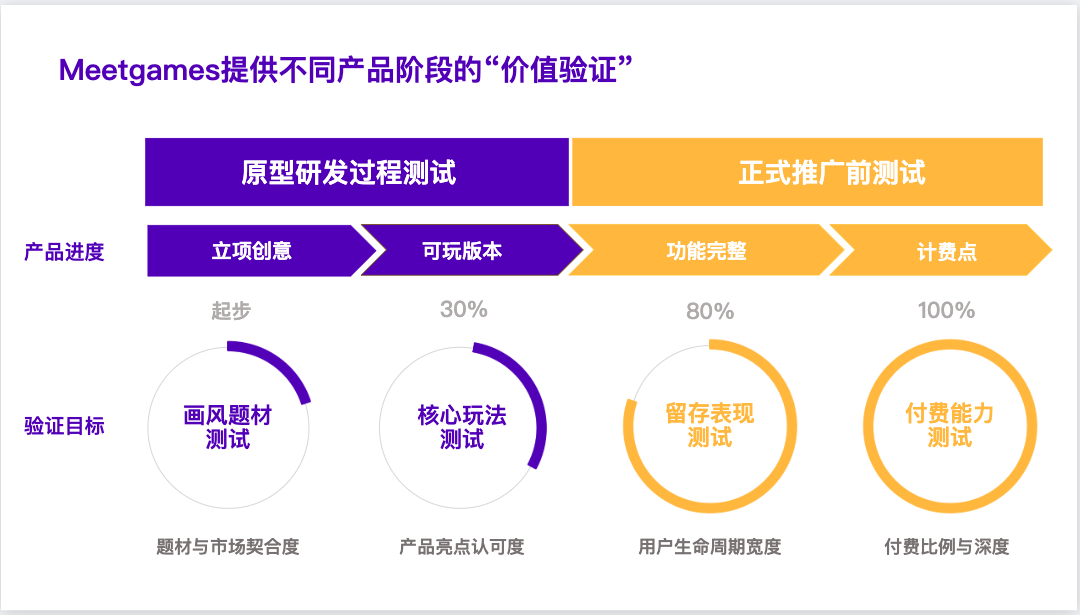 Meetgames提供不同产品阶段的“价值验证”
原型研发过程测试
正式推广前测试
产品进度
立项创意
可玩版本
功能完整
计费点
起步
30%
80%
100%
验证目标
画风题材
测试
核心玩法
测试
留存表现
测试
付费能力
测试
题材与市场契合度
产品亮点认可度
用户生命周期宽度
付费比例与深度